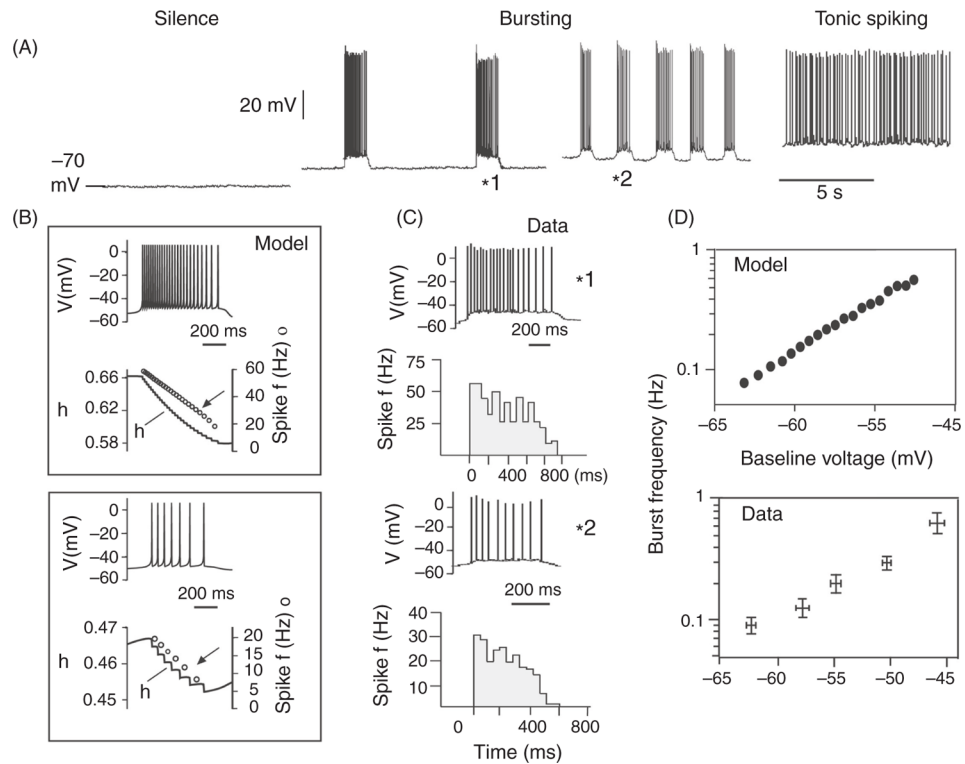 Silence
Bursting
Tonic spiking
(A)
20 mV
−70
mV
*1
*2
5 s
(B)
Model
V(mV)
0
−20
−40
−60
200 ms
h
0.66
0.62
0.58
h
60
40
20
0
Spike f (Hz) o
V(mV)
0
−20
−40
−60
200 ms
h
0.47
0.46
0.45
h
20
15
10
5
0
Spike f (Hz) o
(C)
Data
V(mV)
0
−20
−40
−60
*1
200 ms
Spike f (Hz)
75
50
25
0 400 800 (ms)
V (mV)
0
−20
−40
−60
*2
200 ms
Spike f (Hz)
40
30
20
10
0 400 800
Time (ms)
(D)
Burst frequency (Hz)
1
Model
0.1
−65 −60 −55 −50 −45
Baseline voltage (mV)
1
Data
0.1
−65 −60 −55 −50 −45